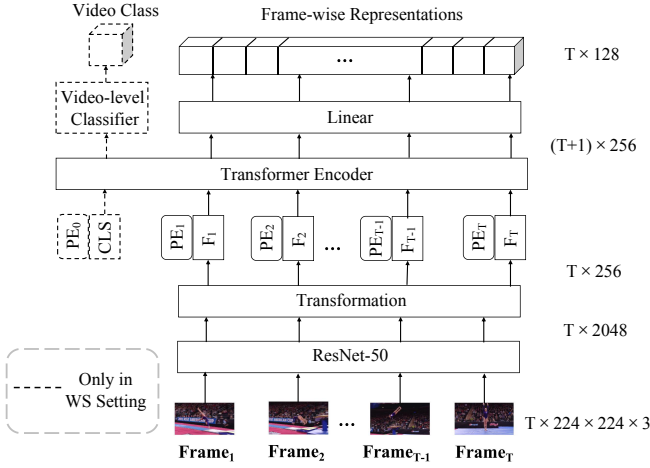 Video Class
Frame-wise Representations
...
T × 128
Video-level
Classifier
Linear
(T+1) × 256
Transformer Encoder
PE0
CLS
PE1
F1
PE2
F2
...
PET-1
FT-1
PET
FT
T × 256
Transformation
T × 2048
ResNet-50
Only in
WS Setting
...
T × 224 × 224 × 3
Frame1
Frame2
FrameT-1
FrameT